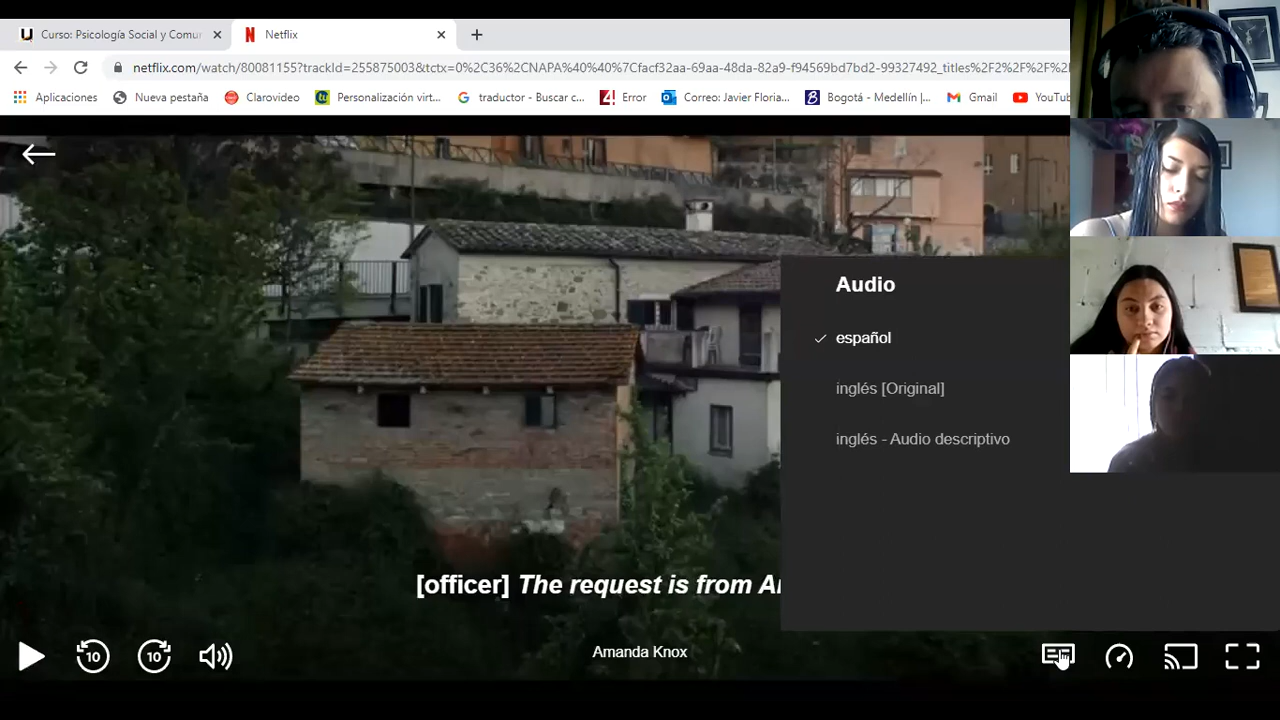 Curso: Psicología Social y Comu
Netflix
netflix.com/watch/80081155?trackId=255875003&tctx=0%2C36%2CNAPA%40%40%7Cfacf32aa-69aa-48da-82a9-f94569bd7bd2-99327492_titles%2F2%2F%2F%2
Aplicaciones
Nueva pestaña
Clarovideo
Personalización virt...
traductor - Buscar c...
Error
Correo: Javier Floria...
Bogotá - Medellín |...
Gmail
YouTub
Audio
español
inglés [Original]
inglés - Audio descriptivo
[officer] The request is from
10
10
Amanda Knox